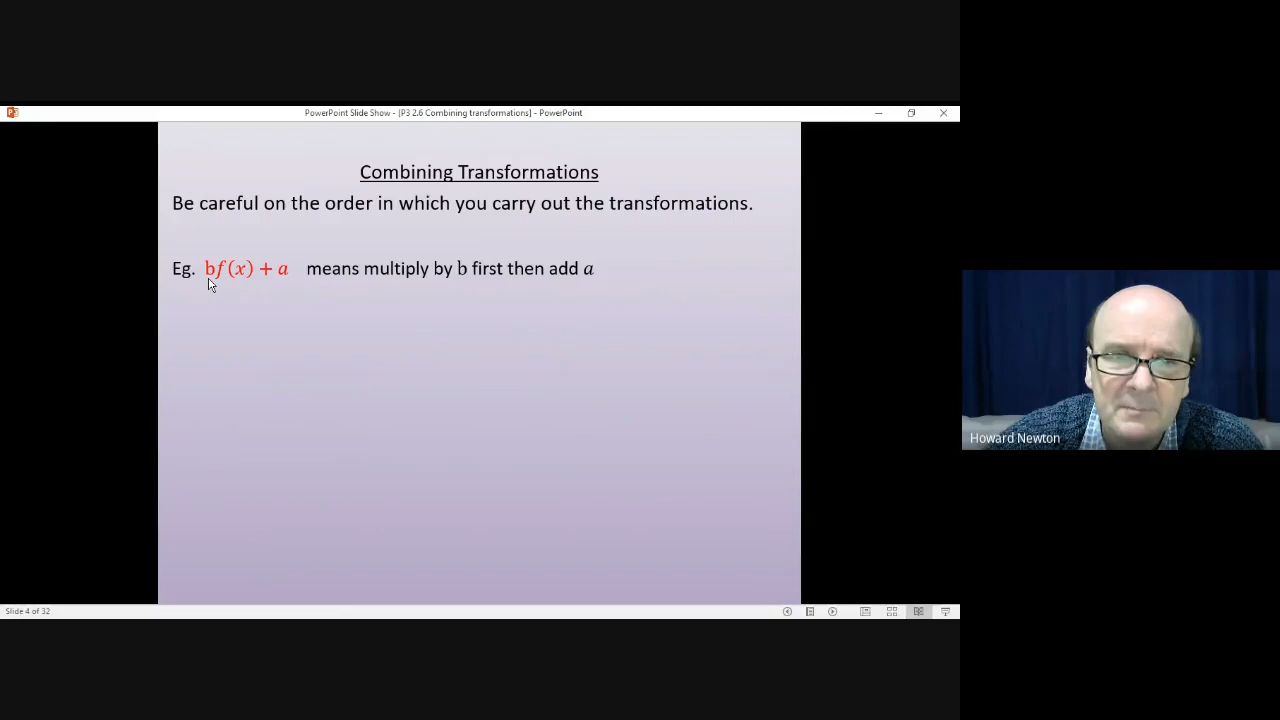 PowerPoint Slide Show - [P3 2.6 Combining transformations] - PowerPoint
Combining Transformations
Be careful on the order in which you carry out the transformations.
Eg. bf(x) + a means multiply by b first then add a
Howard Newton
Slide 4 of 32